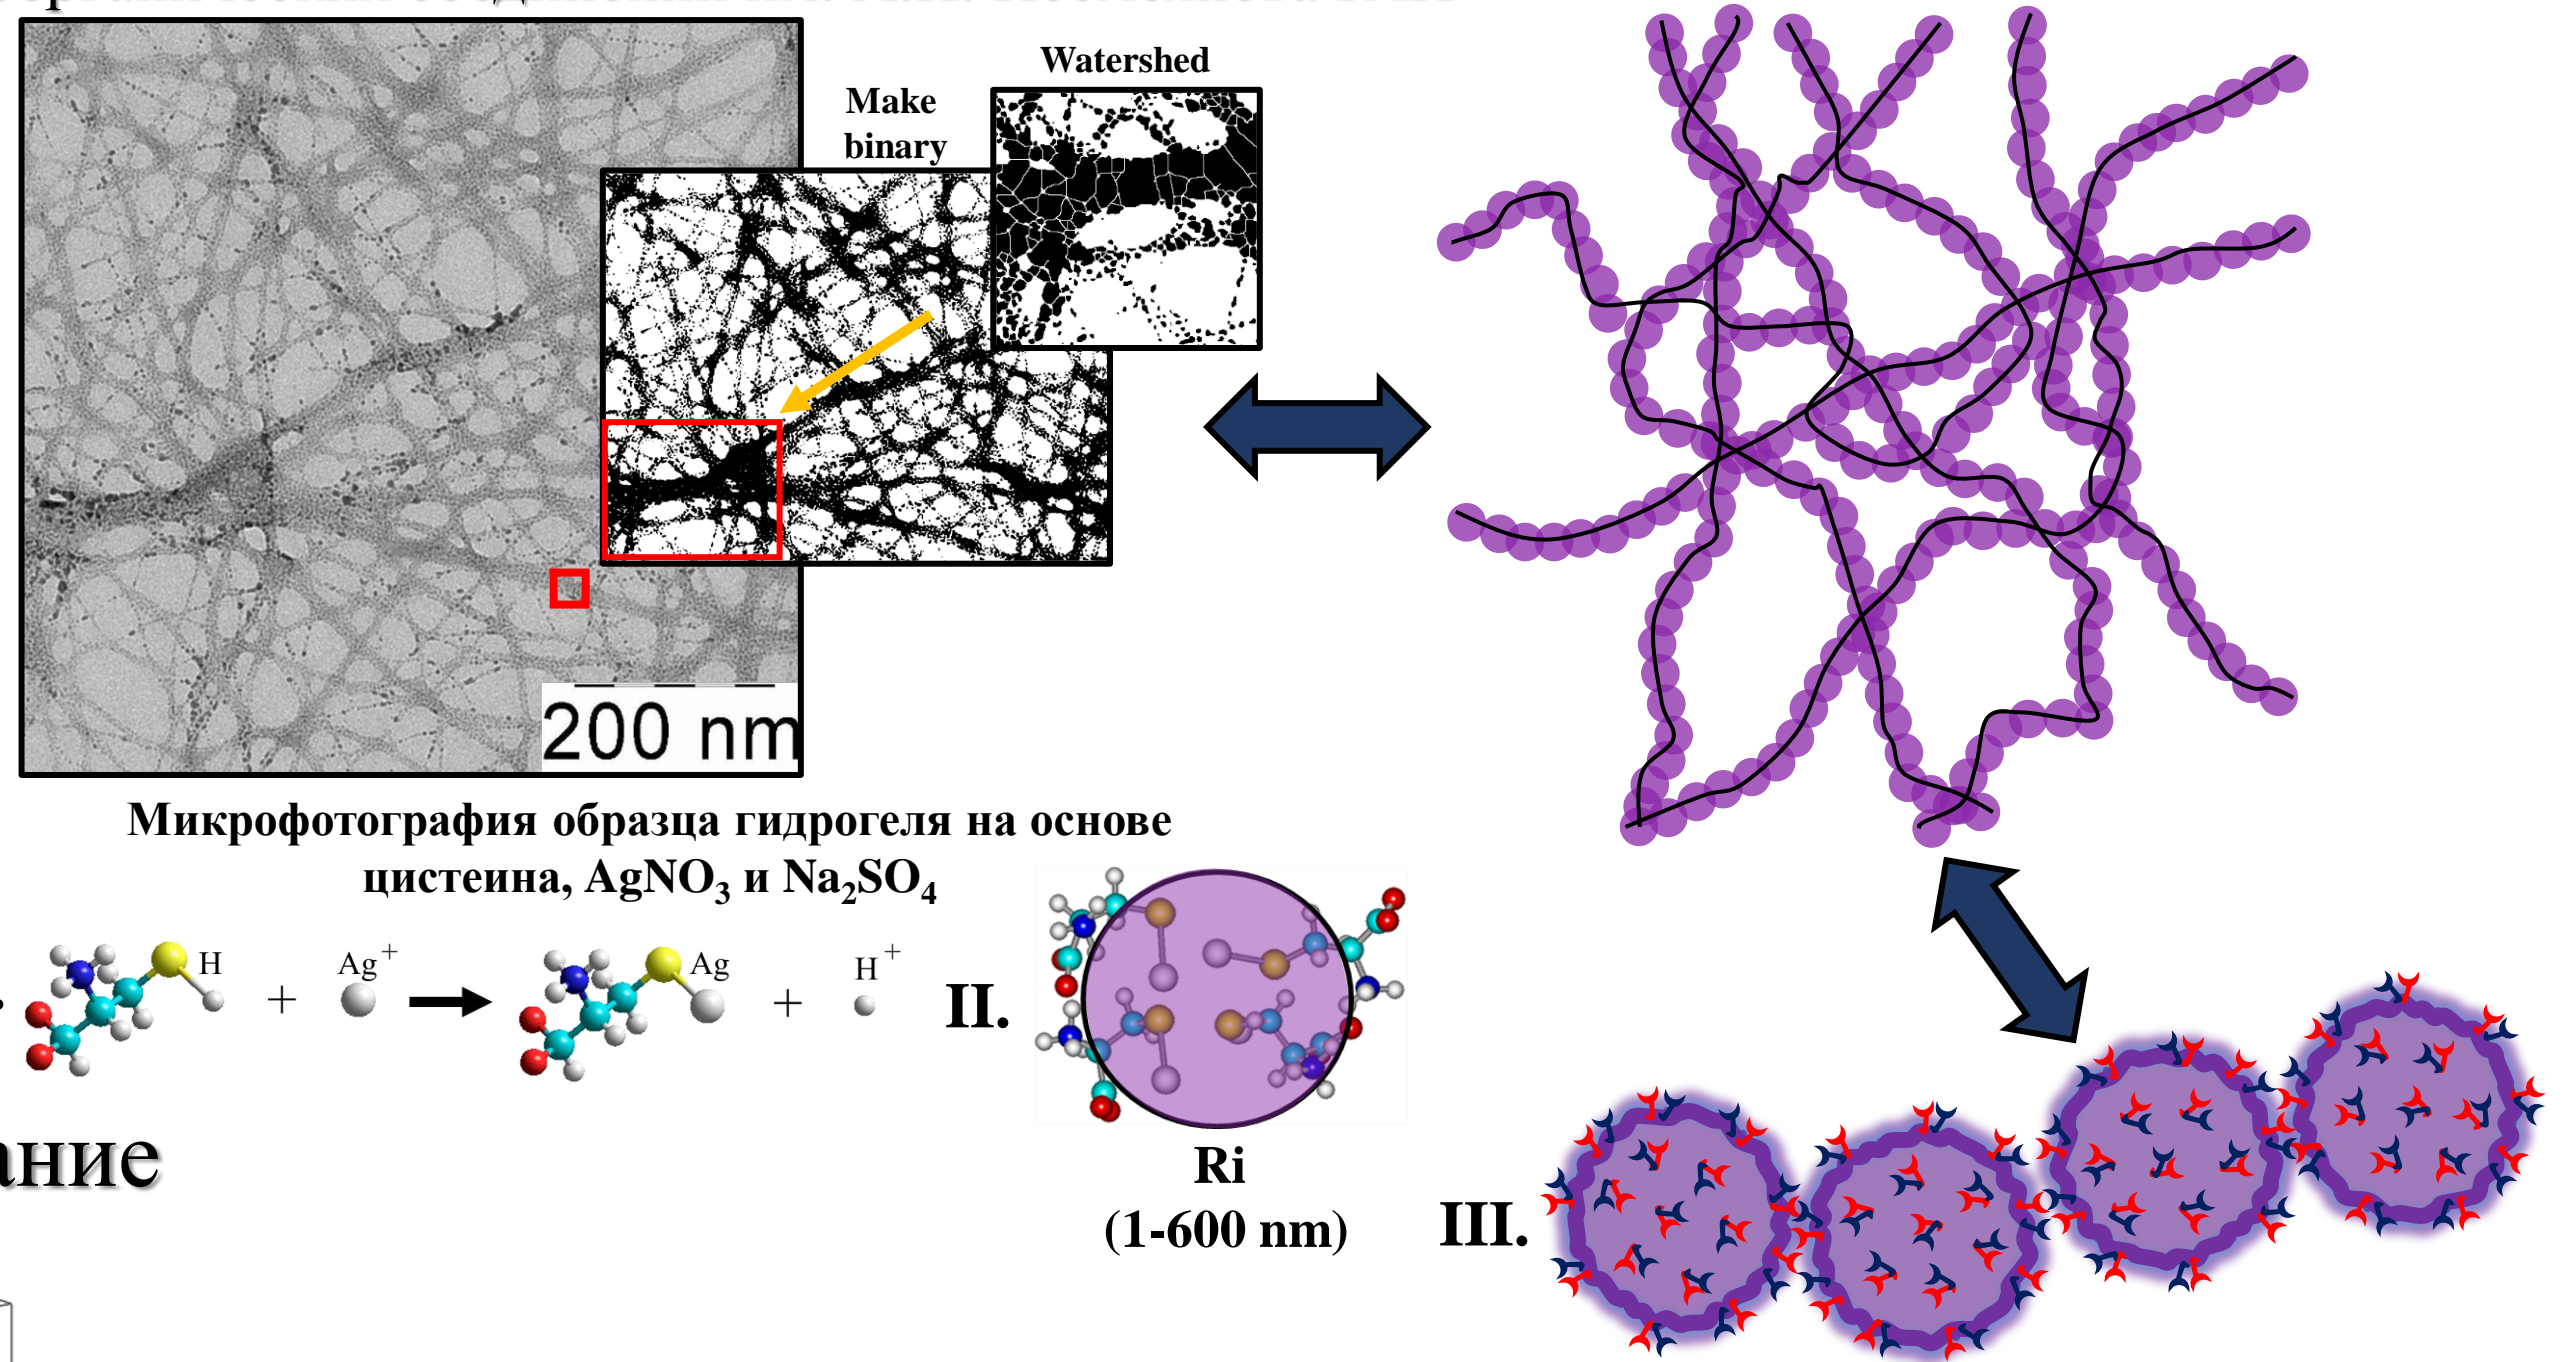 Watershed
Make
binary
200 nm
Микрофотография образца гидрогеля на основе
цистеина, AgNO₃ и Na₂SO₄
H + Ag⁺ Ag + H⁺
II.
Ri
(1-600 nm)
III.
ание